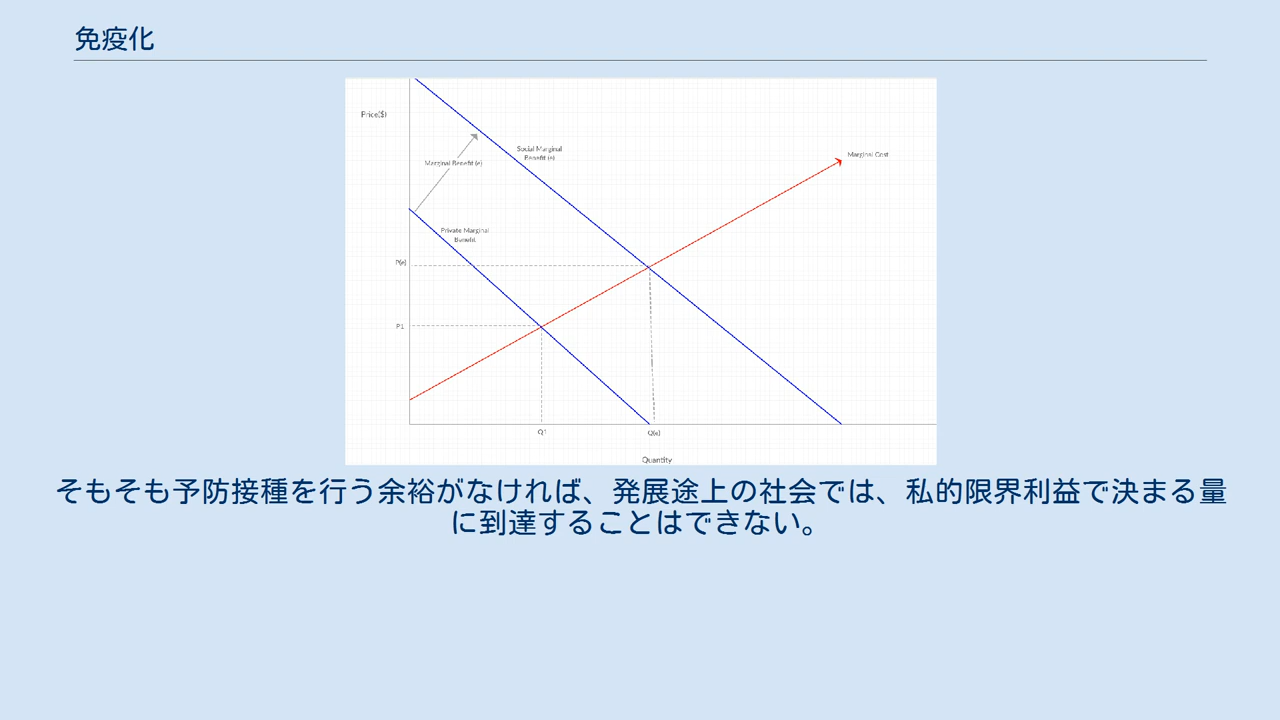 免疫化
Price($)
Social Marginal
Benefit (e)
Marginal Benefit (e)
Marginal Cost
Private Marginal
Benefit
P(e)
P1
Q1
Q(e)
Quantity
そもそも予防接種を行う余裕がなければ、発展途上の社会では、私的限界利益で決まる量
に到達することはできない。